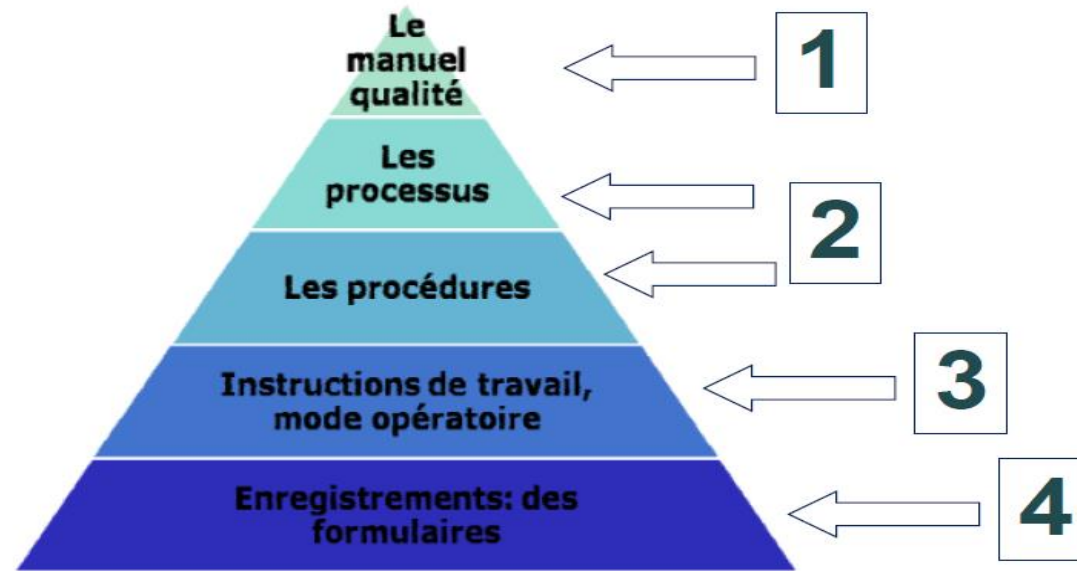 Le
manuel
qualité
1
Les
processus
2
Les procédures
Instructions de travail,
mode opératoire
3
Enregistrements: des
formulaires
4